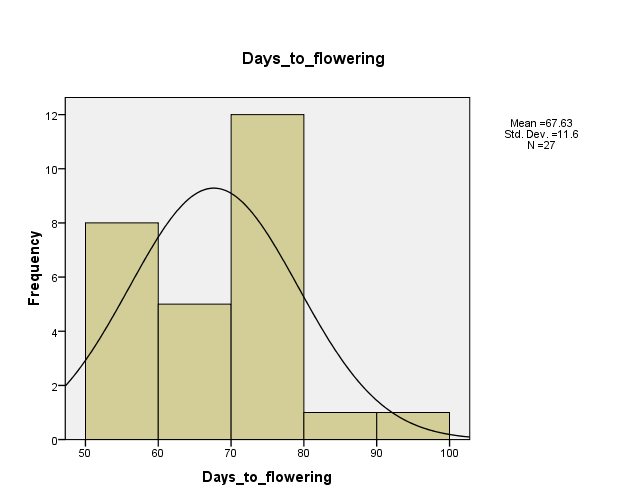 Days_to_flowering
Mean =67.63
Std. Dev. =11.6
N =27
12
10
8
6
4
2
0
Frequency
50 60 70 80 90 100
Days_to_flowering